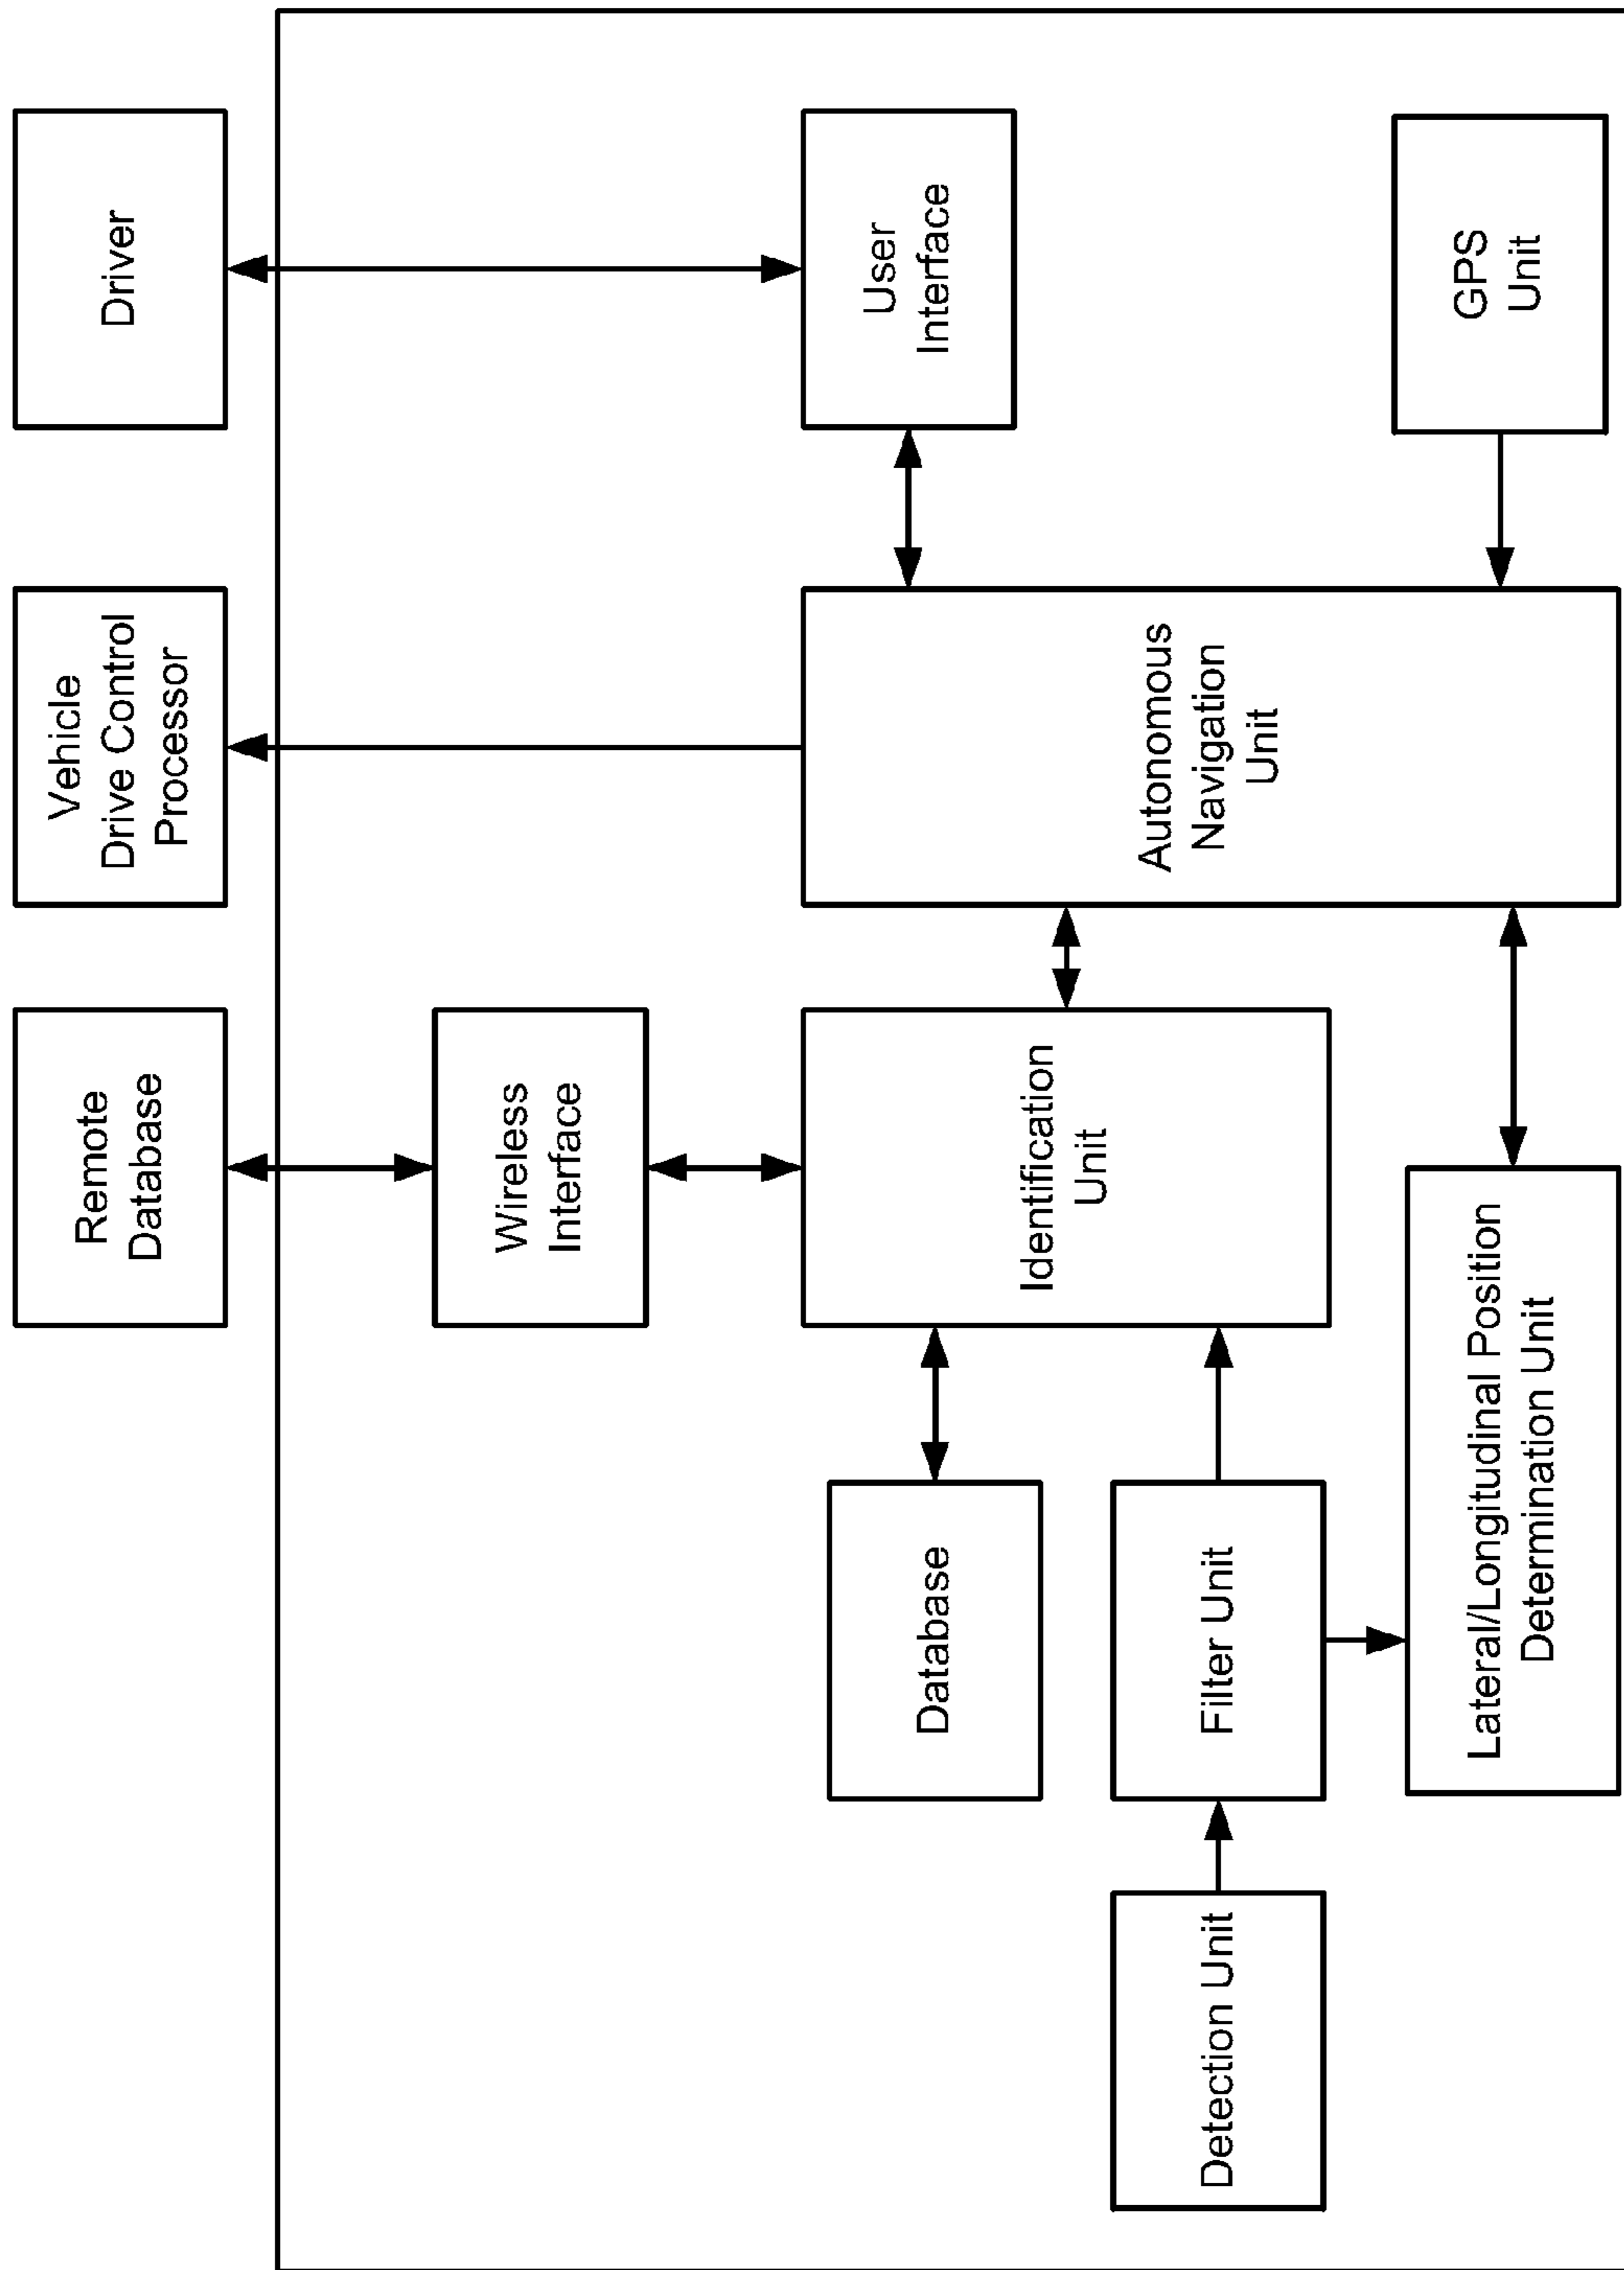 Remote
Database
Vehicle
Drive Control
Processor
Driver
Wireless
Interface
Database
Identification
Unit
User
Interface
Detection Unit
Filter Unit
Autonomous
Navigation
Unit
Lateral/Longitudinal Position
Determination Unit
GPS
Unit